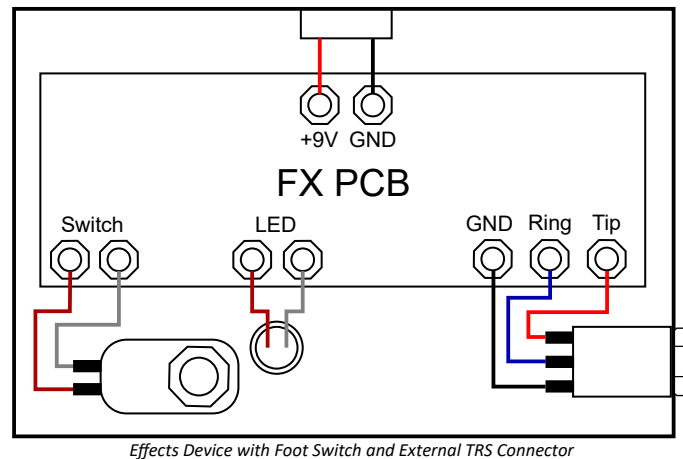 +9V GND
FX PCB
Switch LED GND Ring Tip
Effects Device with Foot Switch and External TRS Connector